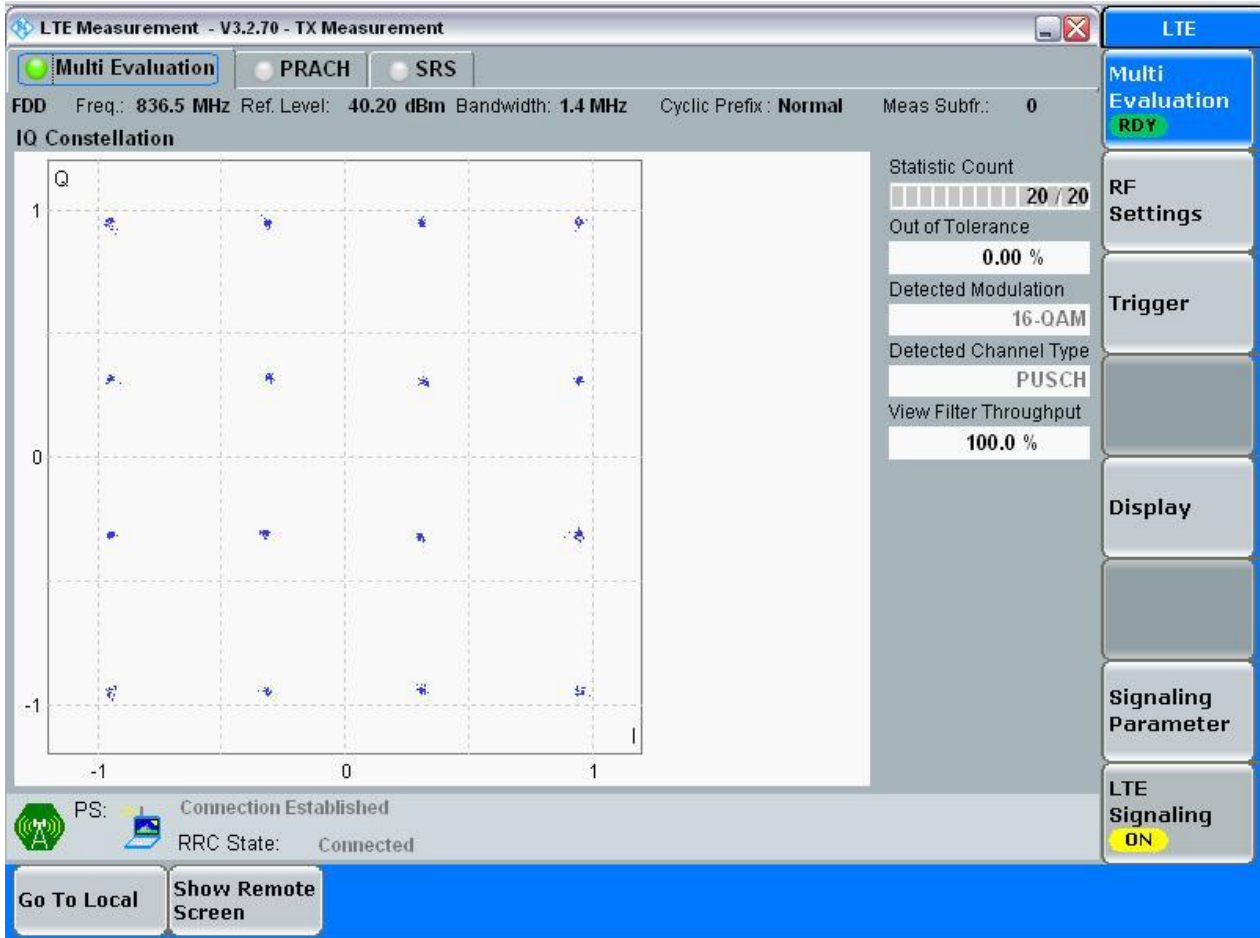 LTE Measurement - V3.2.70 - TX Measurement
LTE
Multi Evaluation PRACH SRS
FDD Freq.: 836.5 MHz Ref. Level: 40.20 dBm Bandwidth: 1.4 MHz Cyclic Prefix : Normal Meas Subfr.: 0
IQ Constellation
Q
1
0
-1
I
-1 0 1
Statistic Count
20 / 20
Out of Tolerance
0.00 %
Detected Modulation
16-QAM
Detected Channel Type
PUSCH
View Filter Throughput
100.0 %
Multi
Evaluation
RDY
RF
Settings
Trigger
Display
Signaling
Parameter
LTE
Signaling
ON
PS: Connection Established
RRC State: Connected
Go To Local
Show Remote
Screen